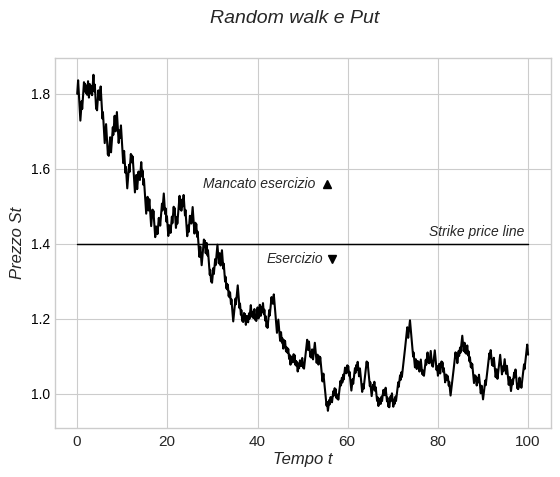 Random walk e Put
Prezzo St
1.8
1.6
1.4
1.2
1.0
Mancato esercizio ▲
Strike price line
Esercizio ▼
0 20 40 60 80 100
Tempo t